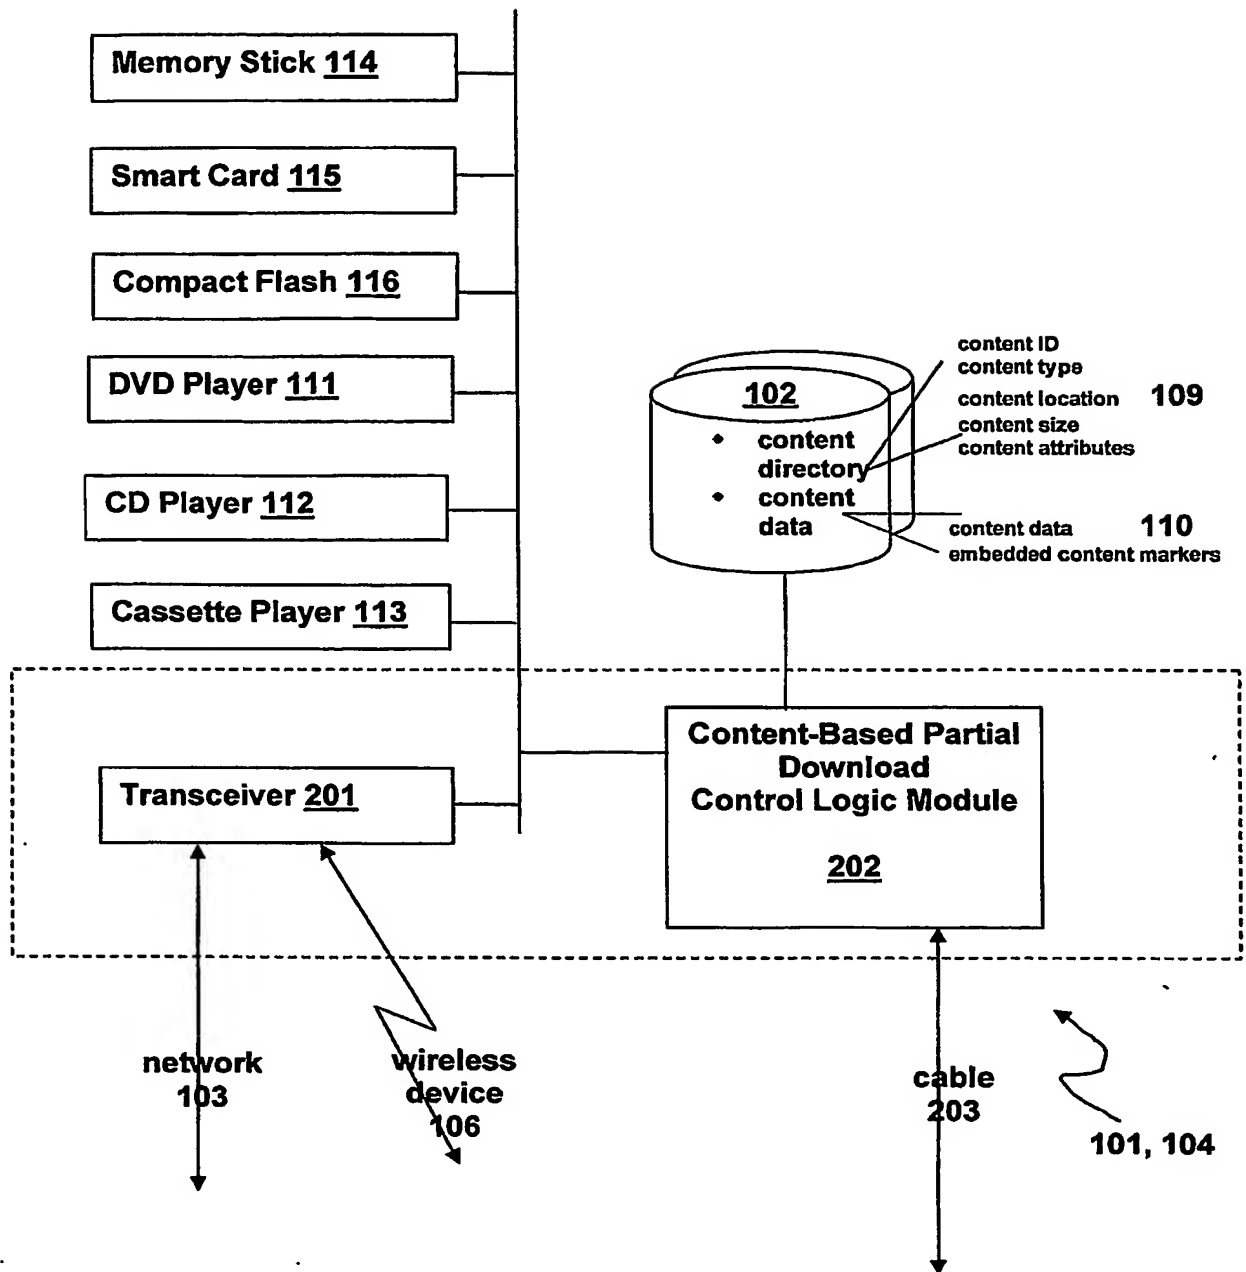 Memory Stick 114
Smart Card 115
Compact Flash 116
DVD Player 111
CD Player 112
Cassette Player 113
102
• content
directory
• content
data
content ID
content type
content location 109
content size
content attributes
content data 110
embedded content markers
Transceiver 201
Content-Based Partial
Download
Control Logic Module
202
network
103
wireless
device
106
cable
203
101, 104